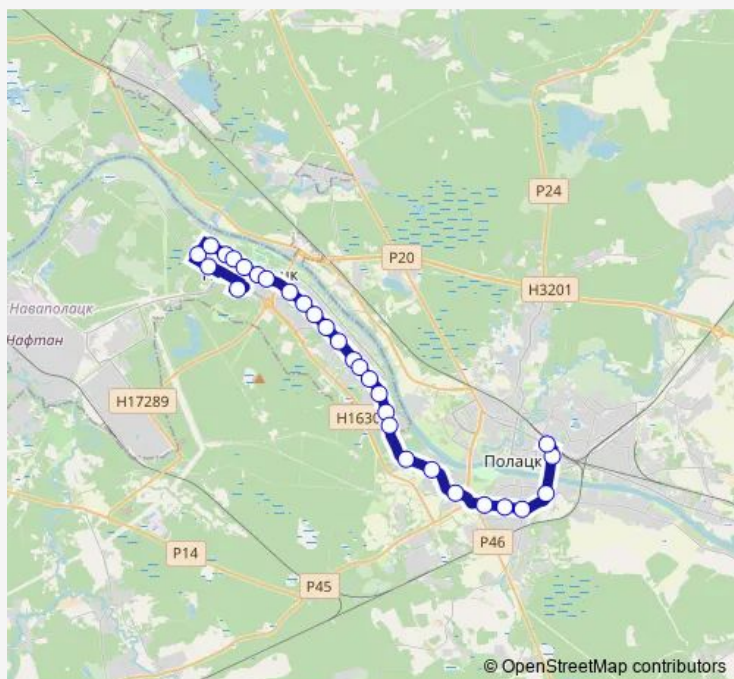 P24
P20
H3201
Наваполацк
Нафтан
H17289
H1630
Полацк
P46
P14
P45
© OpenStreetMap contributors